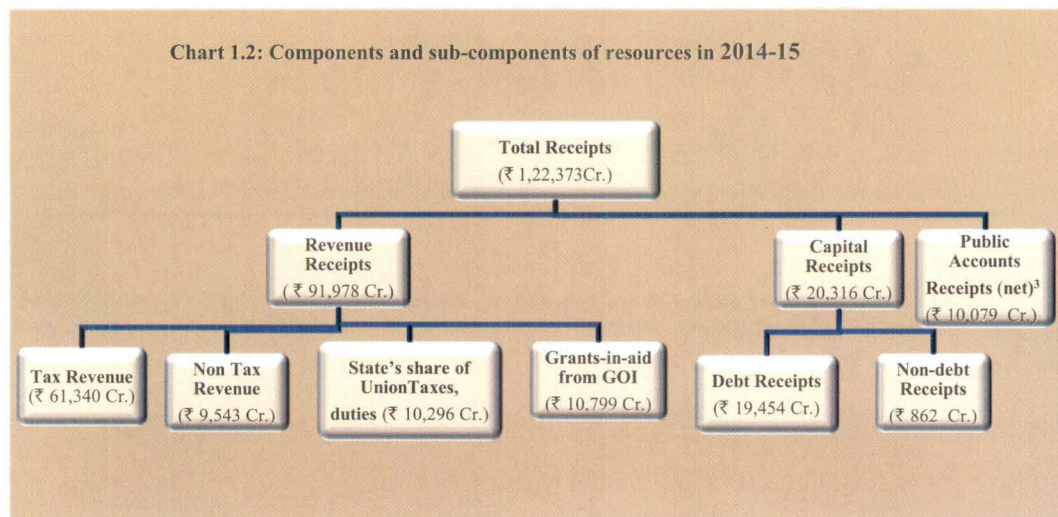 Chart 1.2: Components and sub-components of resources in 2014-15
Total Receipts
(₹ 1,22,373Cr.)
Revenue
Receipts
( ₹ 91,978 Cr.)
Capital
Receipts
(₹ 20,316 Cr.)
Public
Accounts
Receipts (net)³
(₹ 10,079 Cr.)
Tax Revenue
(₹ 61,340 Cr.)
Non Tax
Revenue
(₹ 9,543 Cr.)
State's share of
UnionTaxes,
duties (₹ 10,296 Cr.)
Grants-in-aid
from GOI
(₹ 10,799 Cr.)
Debt Receipts
(₹ 19,454 Cr.)
Non-debt
Receipts
(₹ 862 Cr.)